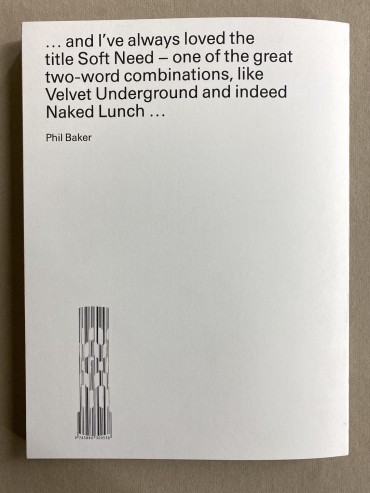 … and I’ve always loved the
title Soft Need – one of the great
two-word combinations, like
Velvet Underground and indeed
Naked Lunch …
Phil Baker